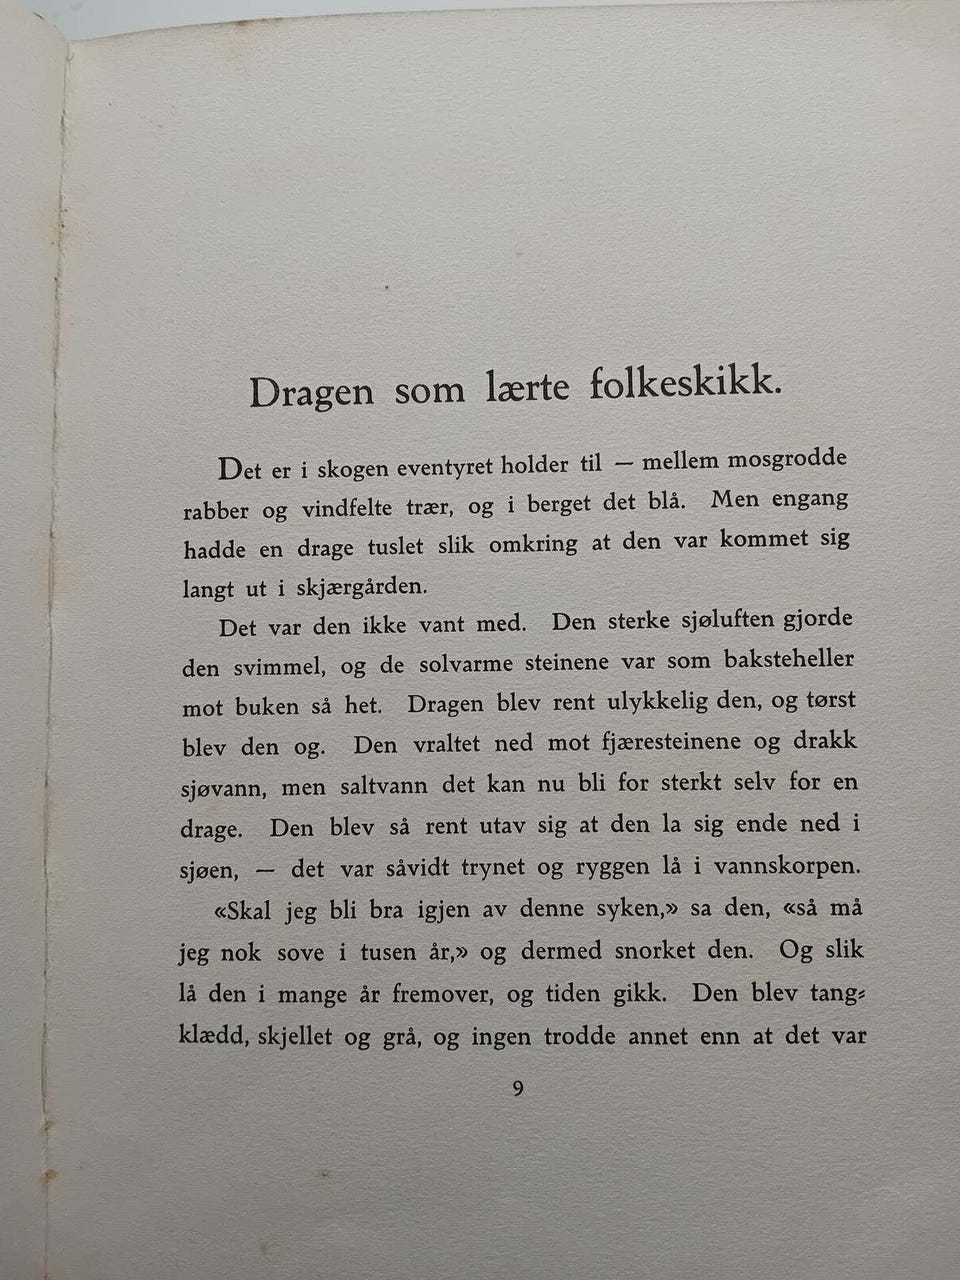 Dragen som lærte folkeskikk.
Det er i skogen eventyret holder til — mellem mosgrodde
rabber og vindfelte trær, og i berget det blå. Men engang
hadde en drage tuslet slik omkring at den var kommet sig
langt ut i skjærgården.
Det var den ikke vant med. Den sterke sjøluften gjorde
den svimmel, og de solvarme steinene var som baksteheller
mot buken så het. Dragen blev rent ulykkelig den, og tørst
blev den og. Den vraltet ned mot fjæresteinene og drakk
sjøvann, men saltvann det kan nu bli for sterkt selv for en
drage. Den blev så rent utav sig at den la sig ende ned i
sjøen, — det var såvidt trynet og ryggen lå i vannskorpen.
«Skal jeg bli bra igjen av denne syken,» sa den, «så må
jeg nok sove i tusen år,» og dermed snorket den. Og slik
lå den i mange år fremover, og tiden gikk. Den blev tang⸗
klædd, skjellet og grå, og ingen trodde annet enn at det var
9